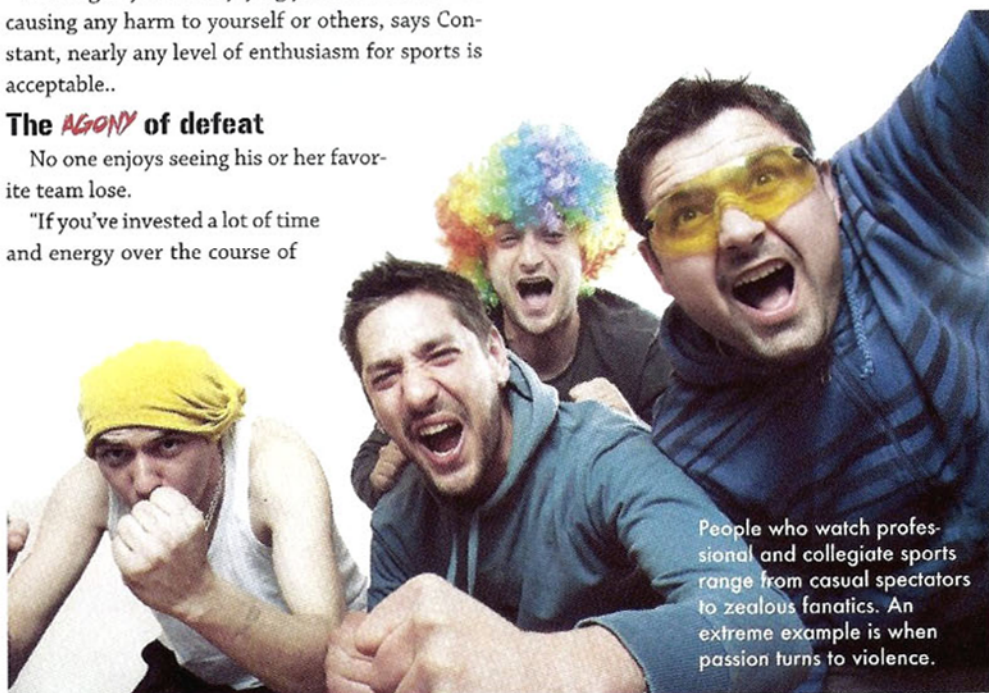 causing any harm to yourself or others, says Con-
stant, nearly any level of enthusiasm for sports is
acceptable..
The AGONY of defeat
No one enjoys seeing his or her favor-
ite team lose.
"If you've invested a lot of time
and energy over the course of
People who watch profes-
sional and collegiate sports
range from casual spectators
to zealous fanatics. An
extreme example is when
passion turns to violence.